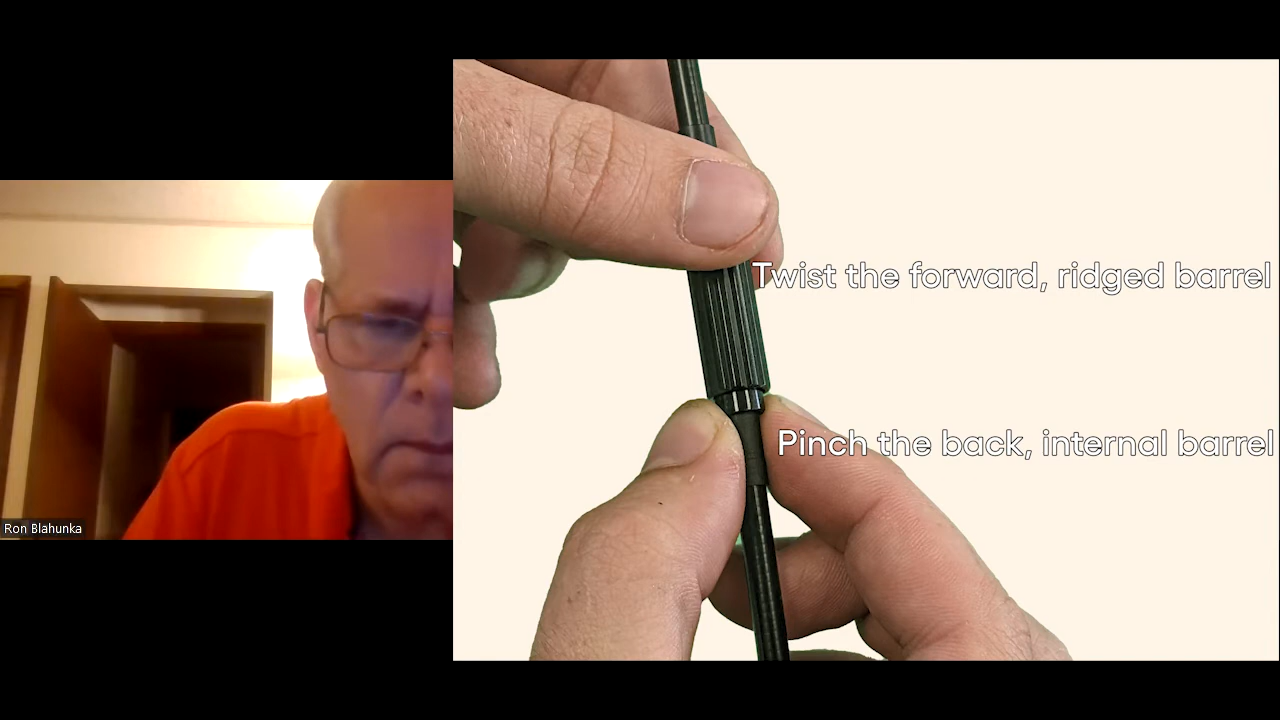 Twist the forward, ridged barrel
Pinch the back, internal barrel
Ron Blahunka